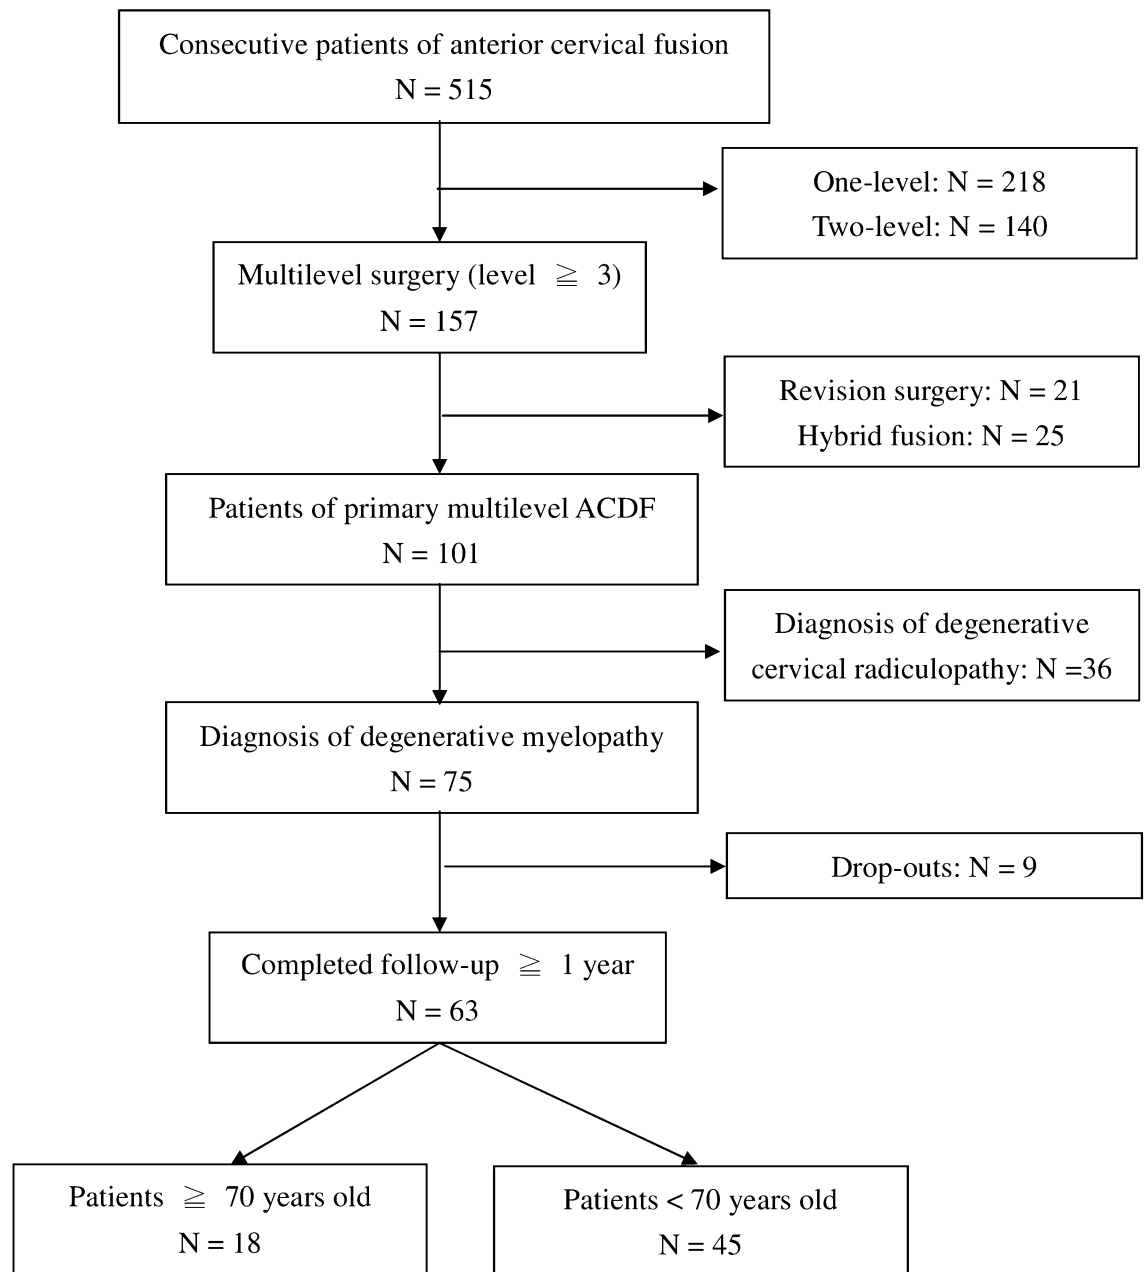 Consecutive patients of anterior cervical fusion
N = 515
One-level: N = 218
Two-level: N = 140
Multilevel surgery (level ≧ 3)
N = 157
Revision surgery: N = 21
Hybrid fusion: N = 25
Patients of primary multilevel ACDF
N = 101
Diagnosis of degenerative
cervical radiculopathy: N =36
Diagnosis of degenerative myelopathy
N = 75
Drop-outs: N = 9
Completed follow-up ≧ 1 year
N = 63
Patients ≧ 70 years old
N = 18
Patients < 70 years old
N = 45